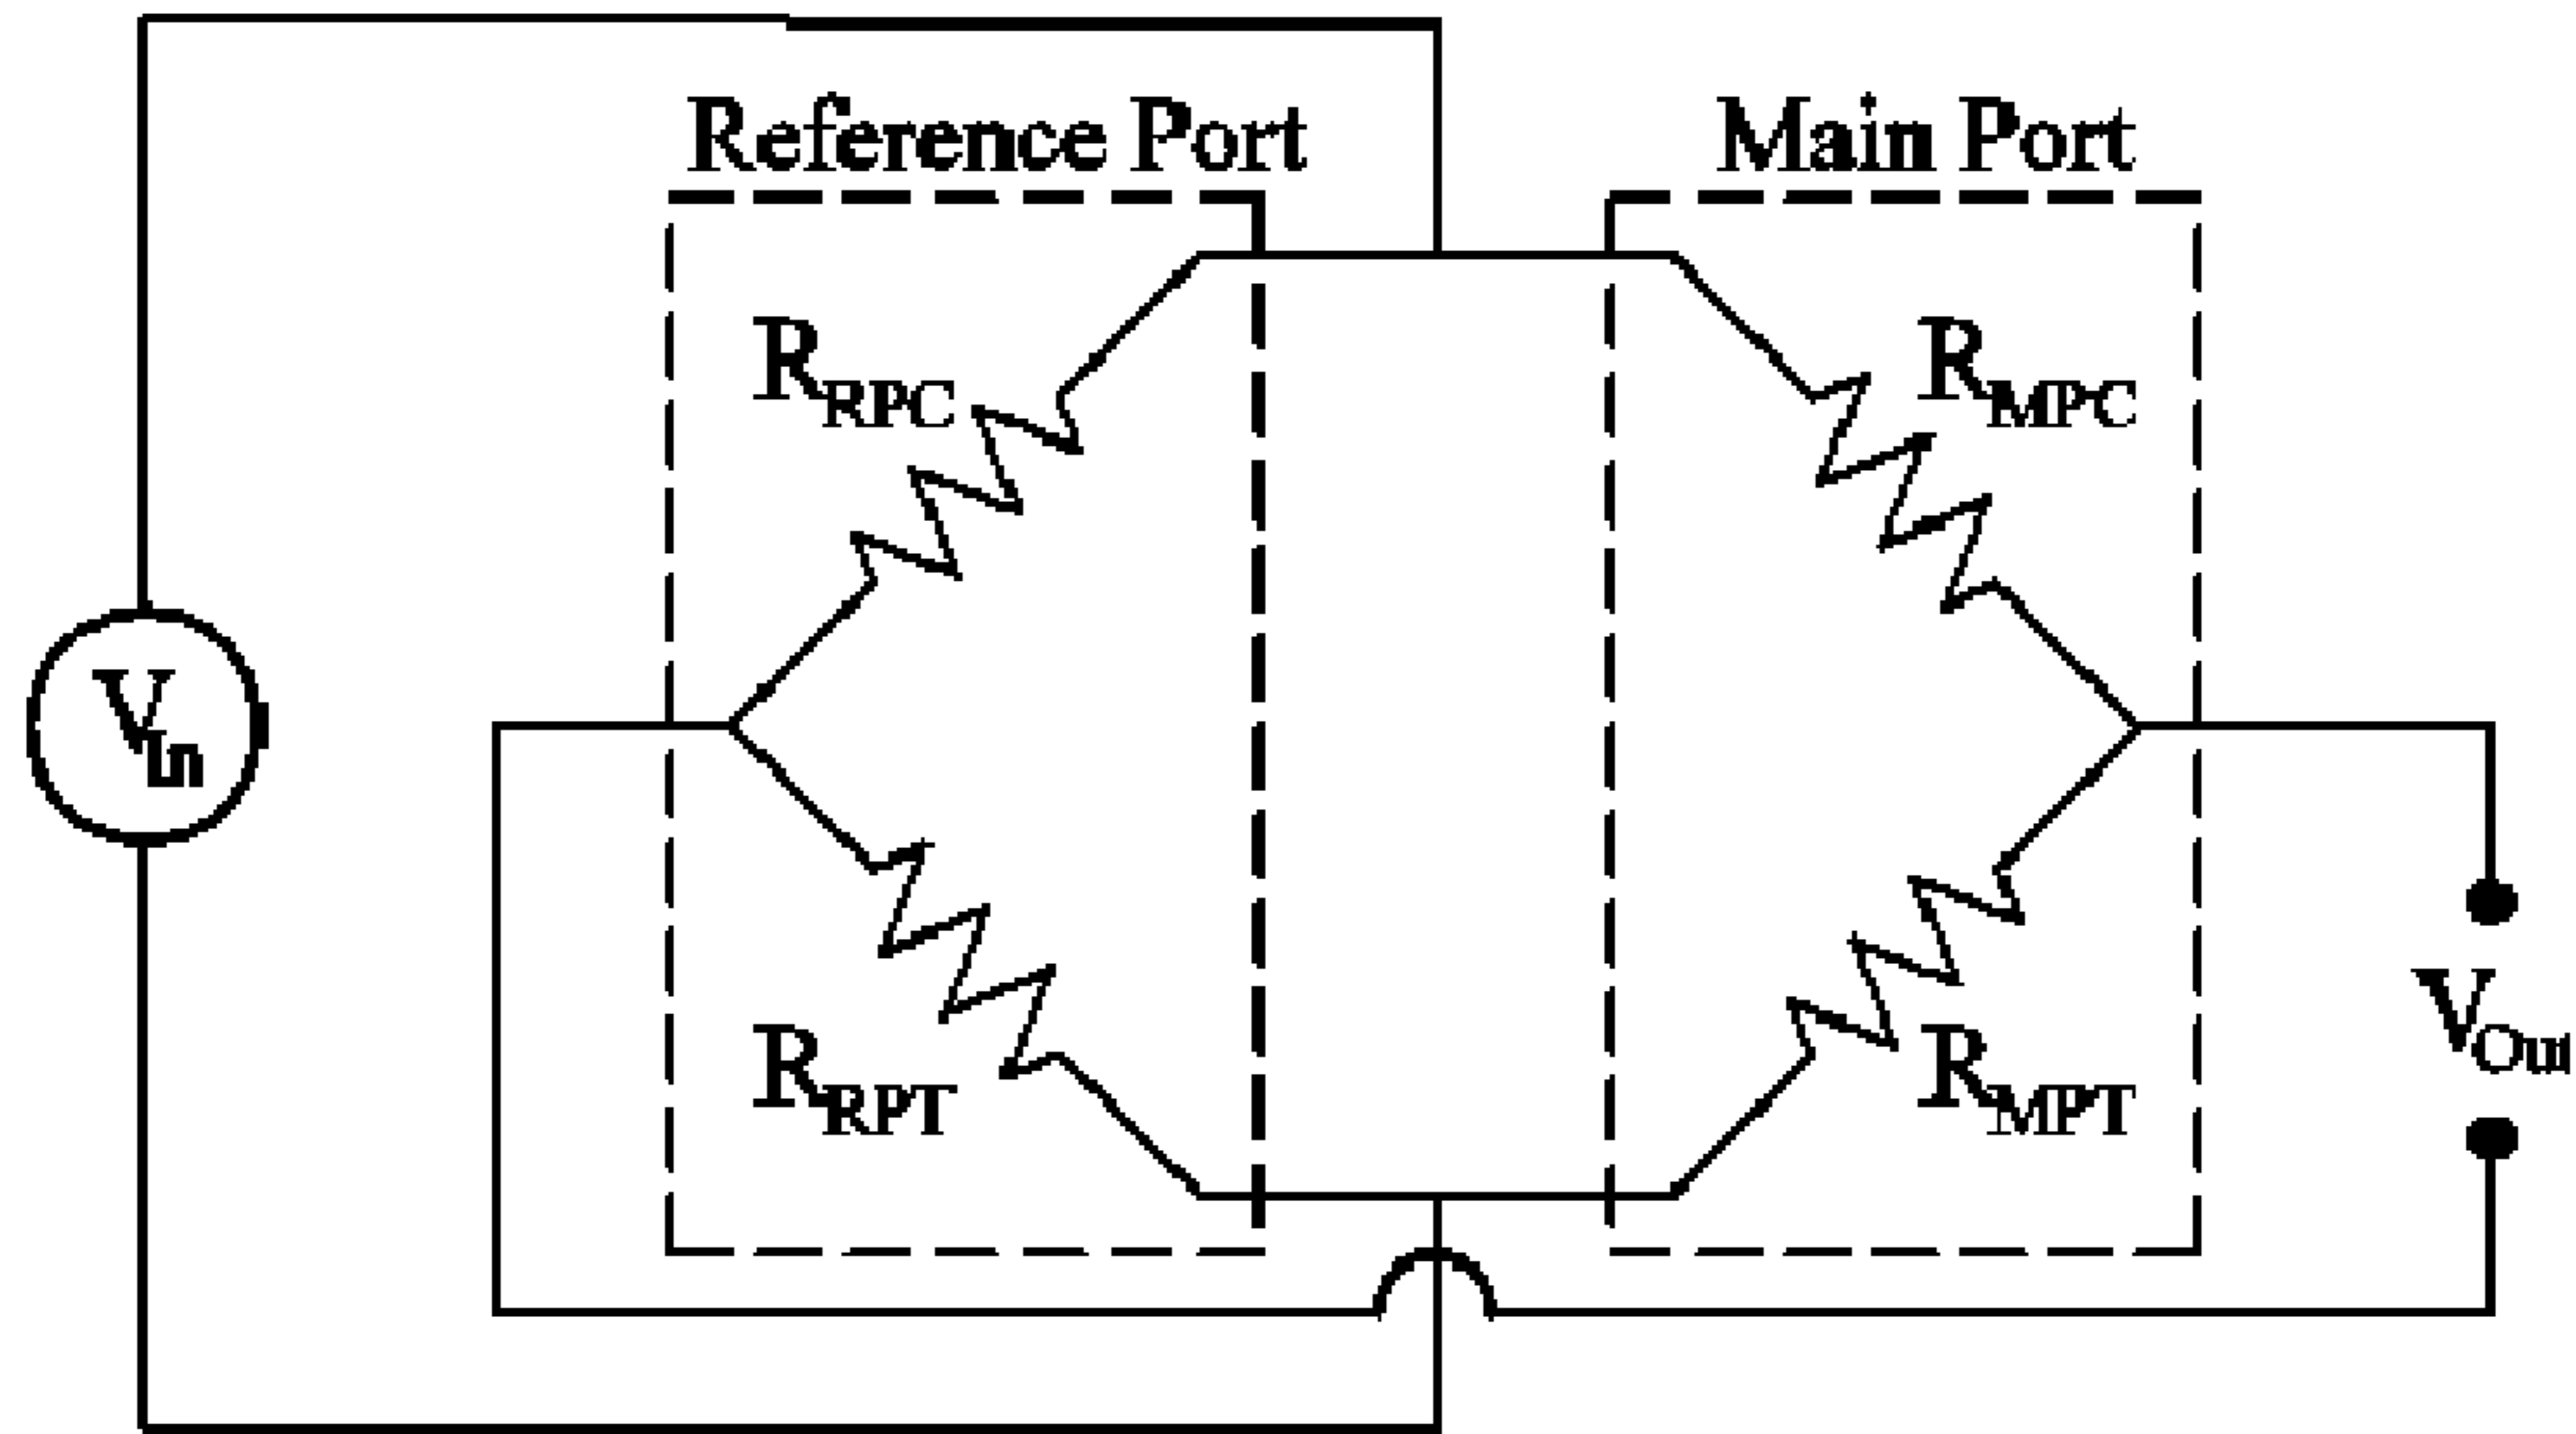 Reference Port
Main Port
RRPC
RMPC
VIn
RRPT
RMPT
VOut